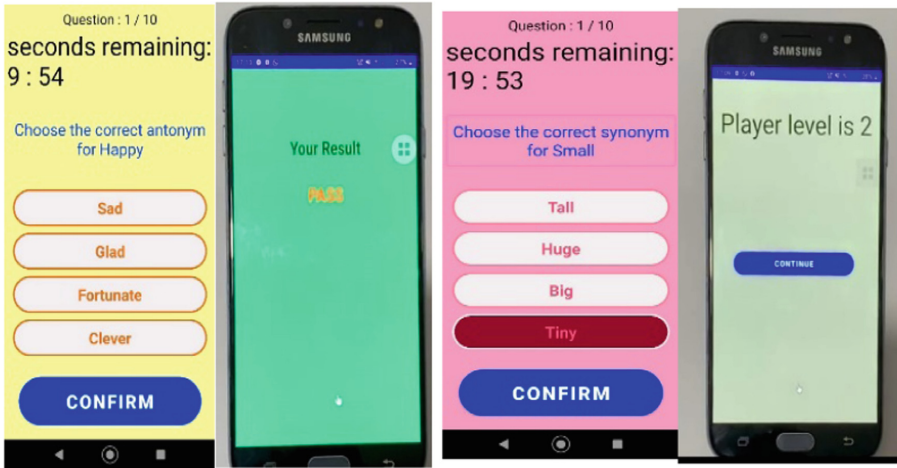 Question : 1 / 10
seconds remaining:
9 : 54
Choose the correct antonym
for Happy
Sad
Glad
Fortunate
Clever
CONFIRM
SAMSUNG
Your Result
PASS
Question : 1 / 10
seconds remaining:
19 : 53
Choose the correct synonym
for Small
Tall
Huge
Big
Tiny
CONFIRM
SAMSUNG
Player level is 2
CONTINUE